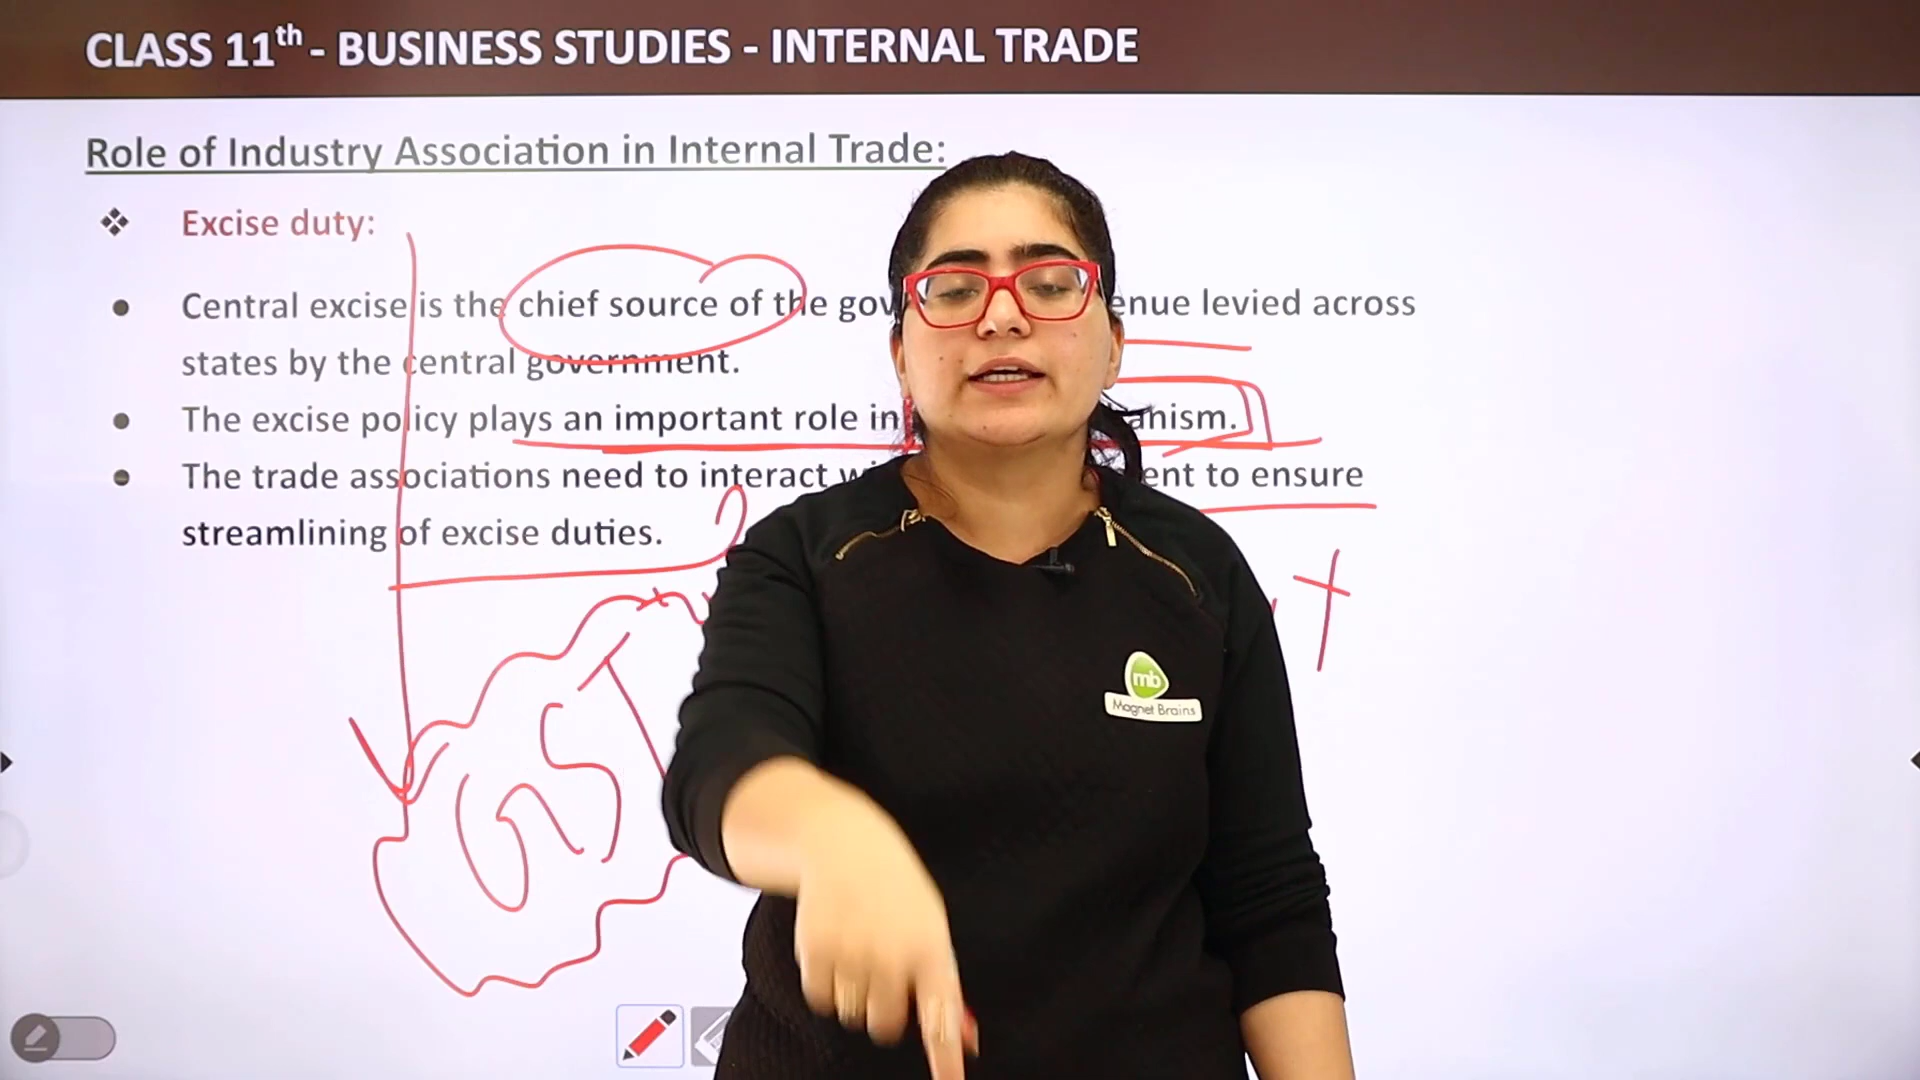 CLASS 11th - BUSINESS STUDIES - INTERNAL TRADE
Role of Industry Association in Internal Trade:
Excise duty:
Central excise is the chief source of the gov enue levied across
states by the central government.
The excise policy plays an important role in anism.
The trade associations need to interact ent to ensure
streamlining of excise duties.
GST
mb
Magnet Brains